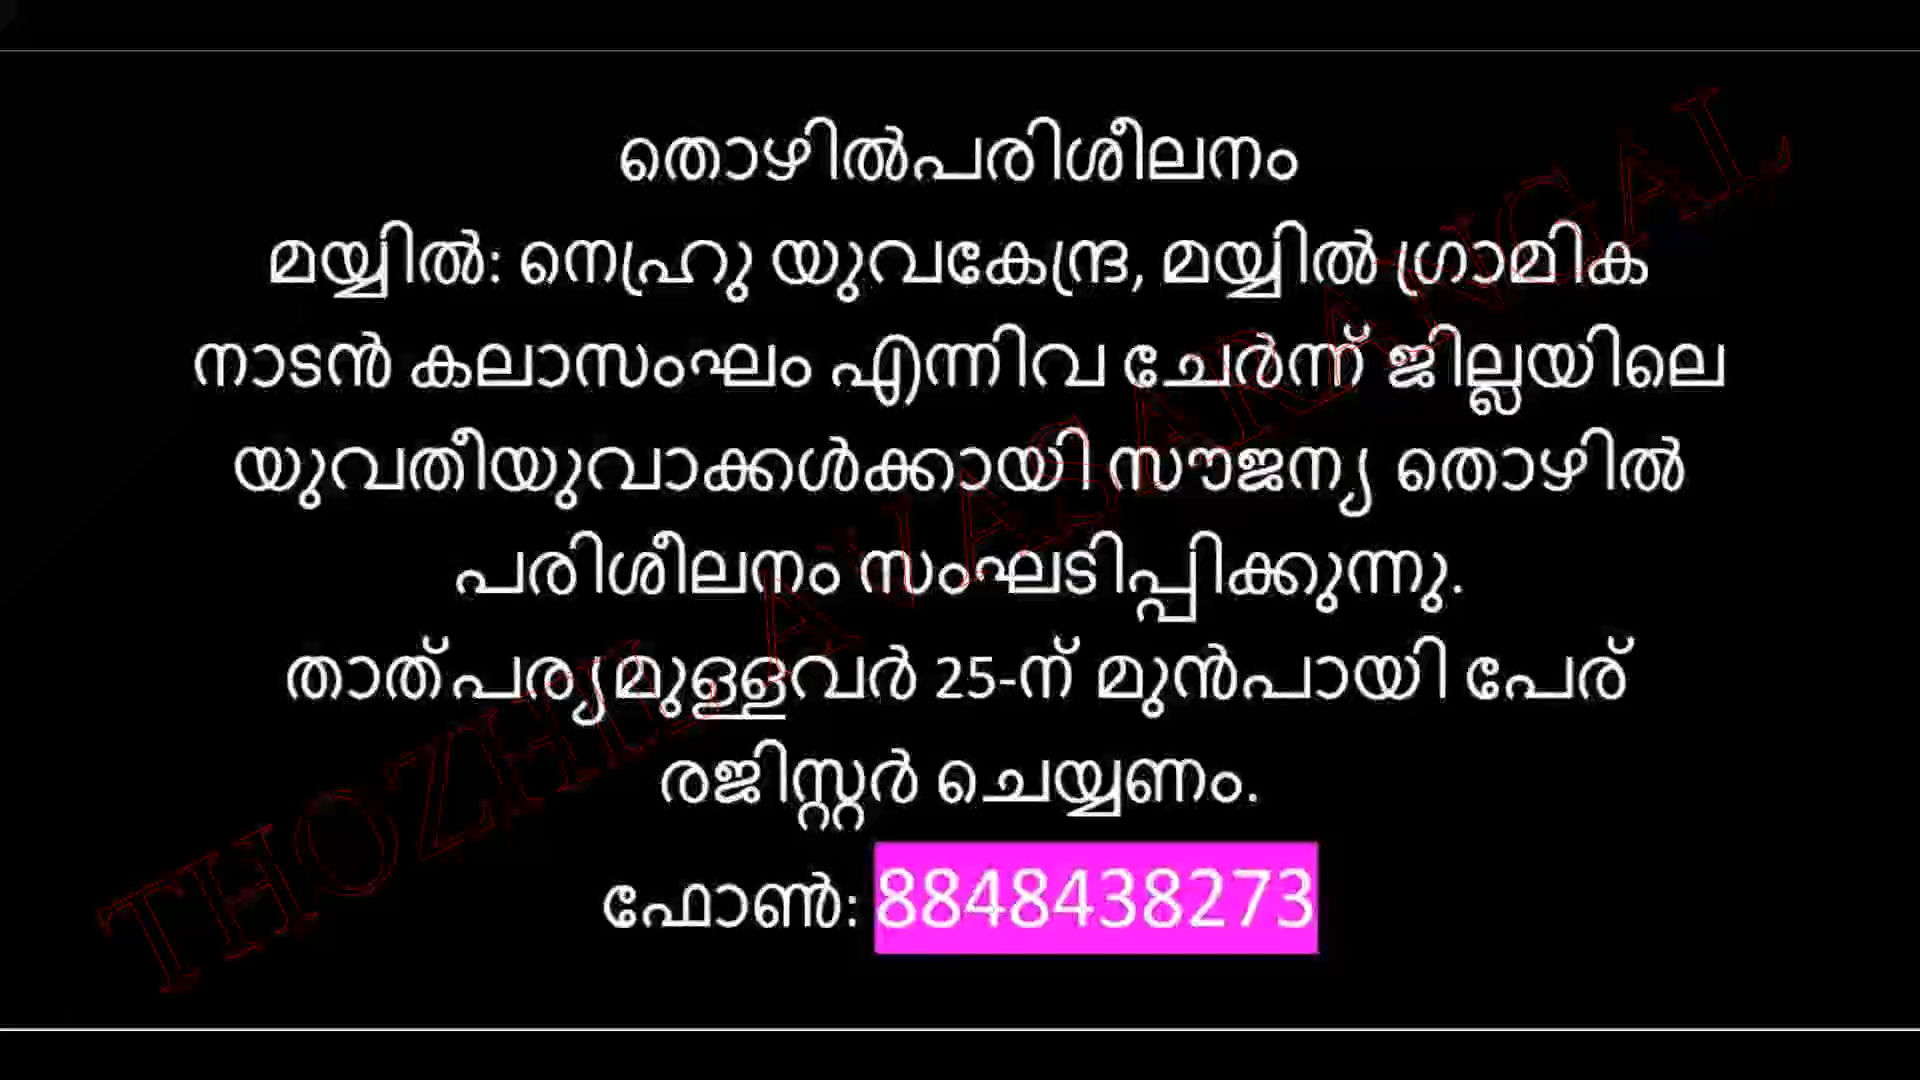 തൊഴിൽപരിശീലനം
മയ്യിൽ: നെഹ്രു യുവകേന്ദ്ര, മയ്യിൽ ഗ്രാമിക
നാടൻ കലാസംഘം എന്നിവ ചേർന്ന് ജില്ലയിലെ
യുവതീയുവാക്കൾക്കായി സൗജന്യ തൊഴിൽ
പരിശീലനം സംഘടിപ്പിക്കുന്നു.
താത്പര്യമുള്ളവർ 25-ന് മുൻപായി പേര്
രജിസ്റ്റർ ചെയ്യണം.
ഫോൺ: 8848438273
THOZHIL AVASARANGAL